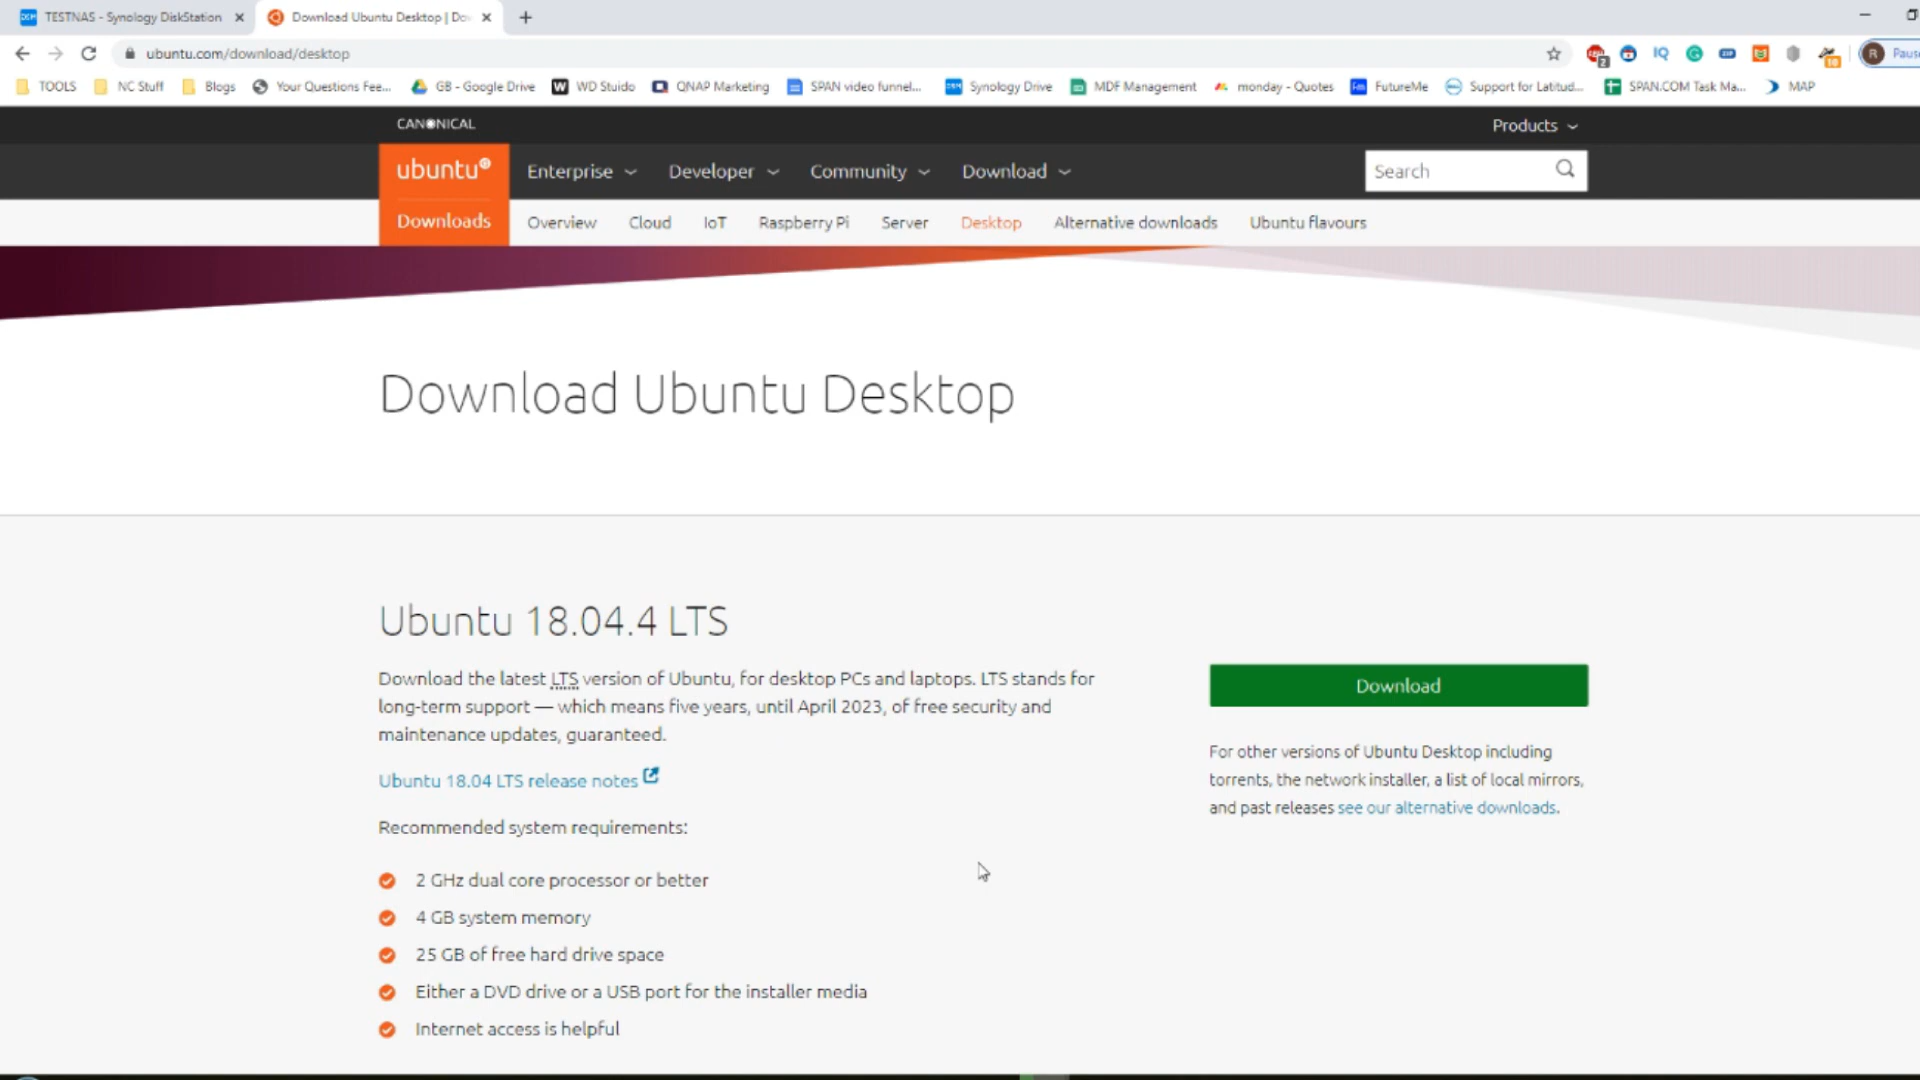 TESTNAS - Synology DiskStation
Download Ubuntu Desktop | Do
ubuntu.com/download/desktop
2
IQ
10
R
Paus
TOOLS
NC Stuff
Blogs
Your Questions Fee...
GB - Google Drive
WD Stuido
QNAP Marketing
SPAN video funnel...
Synology Drive
MDF Management
monday - Quotes
FutureMe
Support for Latitud...
SPAN.COM Task Ma...
MAP
CANONICAL
Products
ubuntu
Enterprise
Developer
Community
Download
Search
Downloads
Overview
Cloud
IoT
Raspberry Pi
Server
Desktop
Alternative downloads
Ubuntu flavours
Download Ubuntu Desktop
Ubuntu 18.04.4 LTS
Download the latest LTS version of Ubuntu, for desktop PCs and laptops. LTS stands for
long-term support — which means five years, until April 2023, of free security and
maintenance updates, guaranteed.
Ubuntu 18.04 LTS release notes
Recommended system requirements:
2 GHz dual core processor or better
4 GB system memory
25 GB of free hard drive space
Either a DVD drive or a USB port for the installer media
Internet access is helpful
Download
For other versions of Ubuntu Desktop including
torrents, the network installer, a list of local mirrors,
and past releases see our alternative downloads.